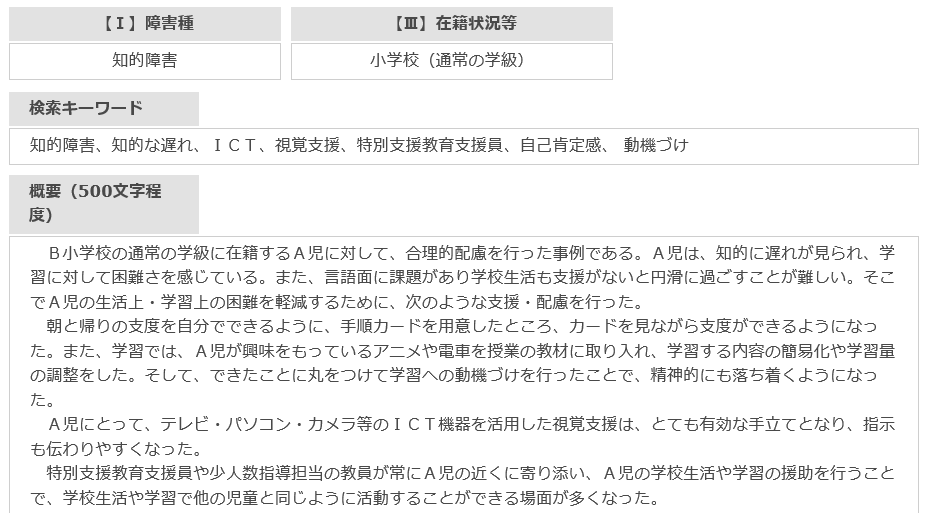 【Ⅰ】障害種
【Ⅲ】在籍状況等
知的障害
小学校（通常の学級）
検索キーワード
知的障害、知的な遅れ、ＩＣＴ、視覚支援、特別支援教育支援員、自己肯定感、 動機づけ
概要（500文字程
度）
　Ｂ小学校の通常の学級に在籍するＡ児に対して、合理的配慮を行った事例である。Ａ児は、知的に遅れが見られ、学
習に対して困難さを感じている。また、言語面に課題があり学校生活も支援がないと円滑に過ごすことが難しい。そこ
でＡ児の生活上・学習上の困難を軽減するために、次のような支援・配慮を行った。
　朝と帰りの支度を自分でできるように、手順カードを用意したところ、カードを見ながら支度ができるようになっ
た。また、学習では、Ａ児が興味をもっているアニメや電車を授業の教材に取り入れ、学習する内容の簡易化や学習量
の調整をした。そして、できたことに丸をつけて学習への動機づけを行ったことで、精神的にも落ち着くようになっ
た。
　Ａ児にとって、テレビ・パソコン・カメラ等のＩＣＴ機器を活用した視覚支援は、とても有効な手立てとなり、指示
も伝わりやすくなった。
　特別支援教育支援員や少人数指導担当の教員が常にＡ児の近くに寄り添い、Ａ児の学校生活や学習の援助を行うこと
で、学校生活や学習で他の児童と同じように活動することができる場面が多くなった。